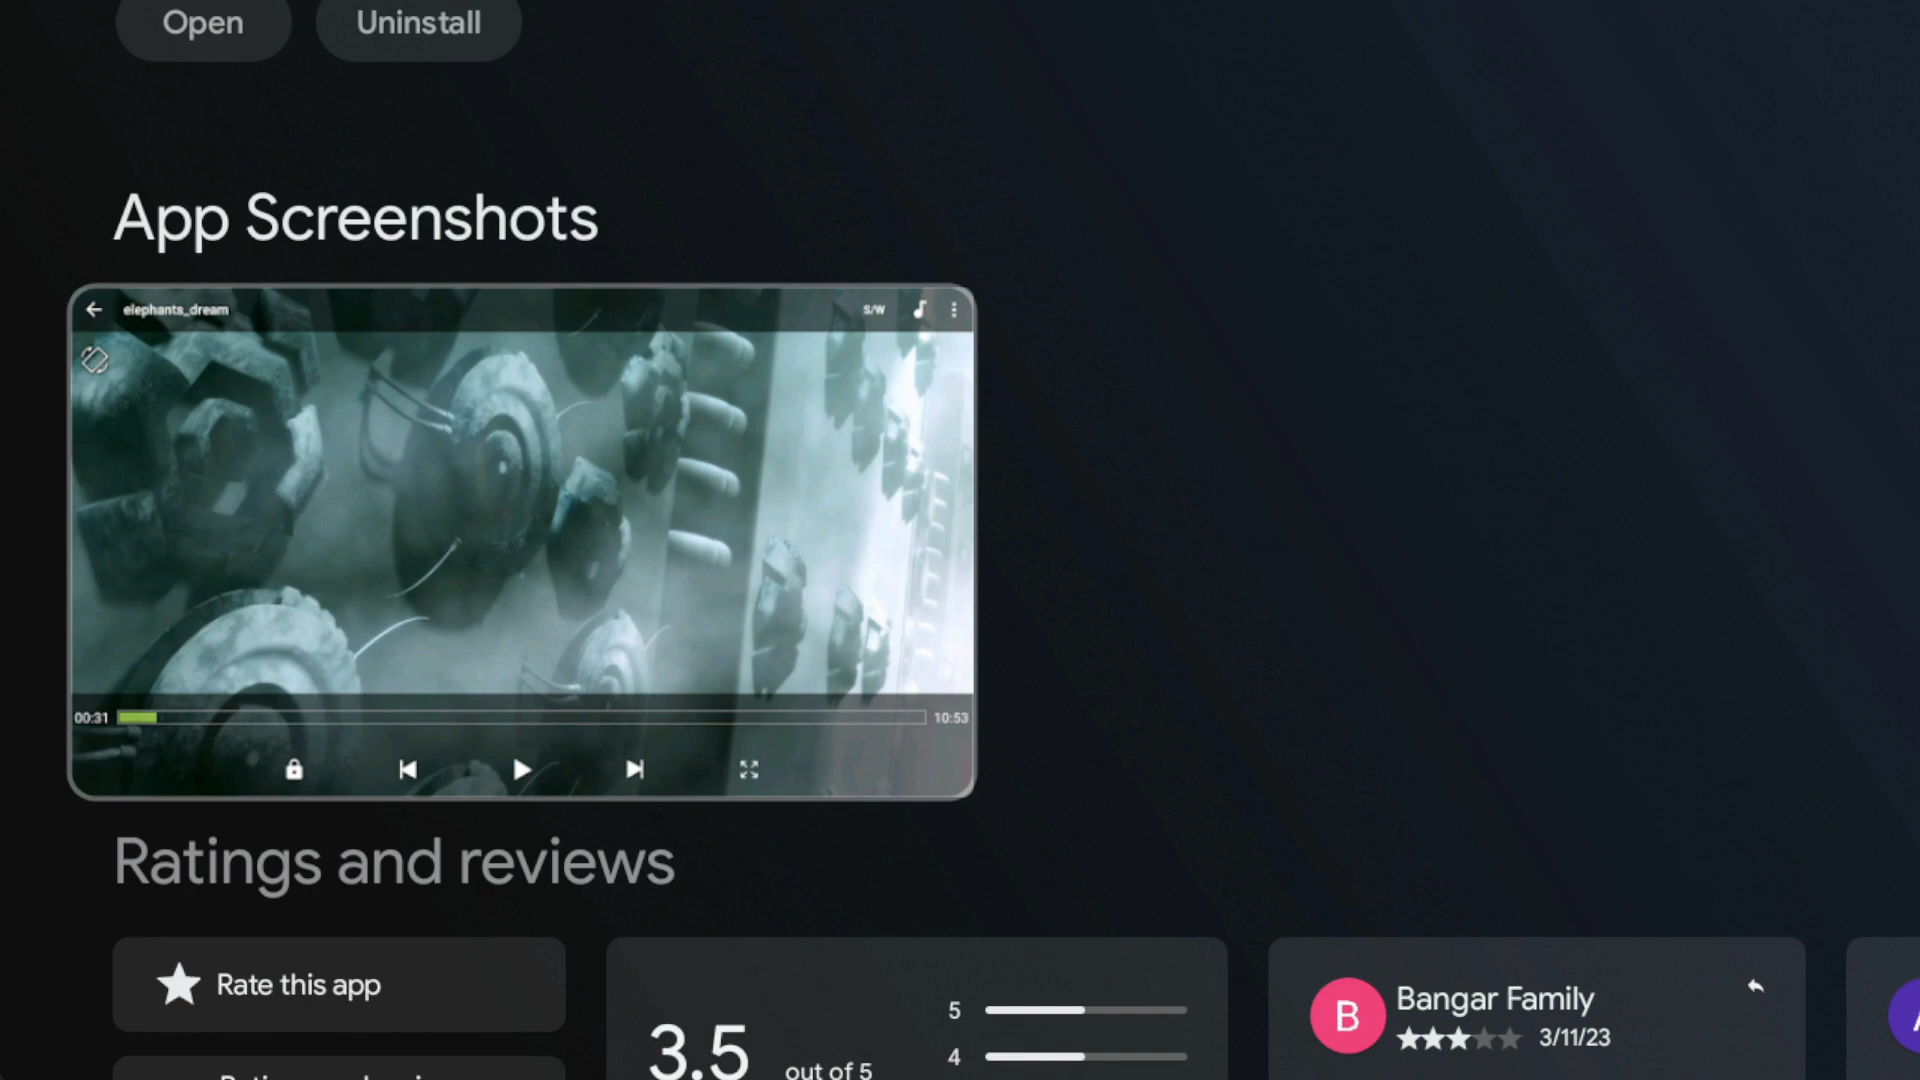 Open Uninstall
App Screenshots
elephants_dream S/W
00:31 10:53
Ratings and reviews
Rate this app
3.5 out of 5
5
4
B Bangar Family
3/11/23